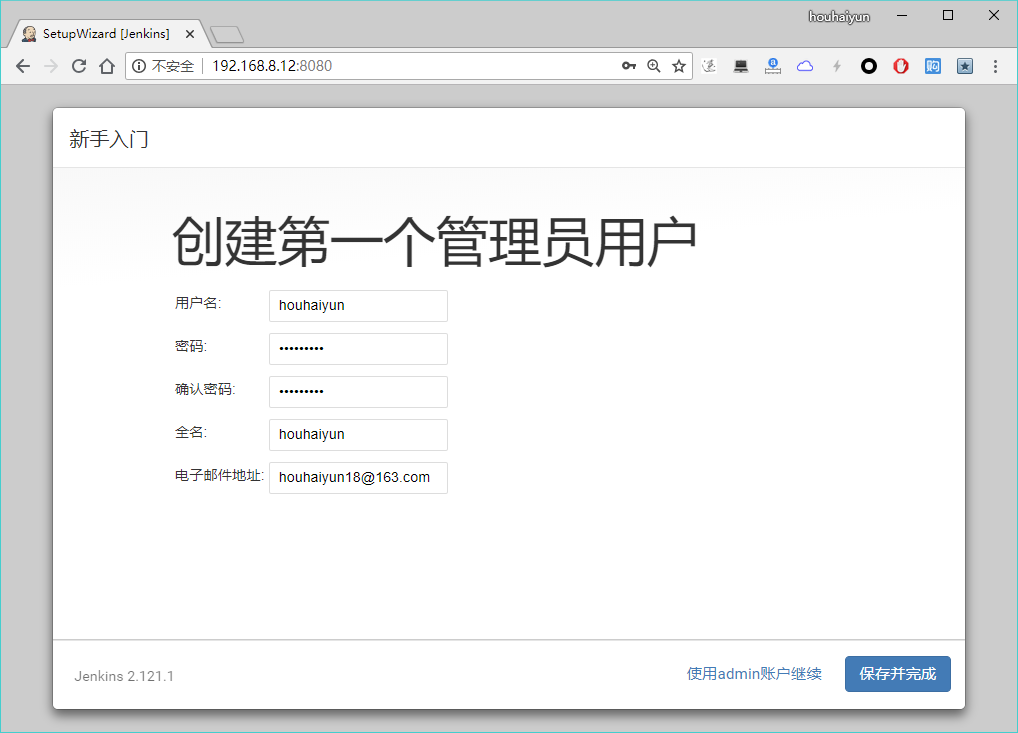 houhaiyun
SetupWizard [Jenkins]
不安全 192.168.8.12:8080
新手入门
创建第一个管理员用户
用户名: houhaiyun
密码: •••••••••
确认密码: •••••••••
全名: houhaiyun
电子邮件地址: houhaiyun18@163.com
Jenkins 2.121.1 使用admin账户继续 保存并完成